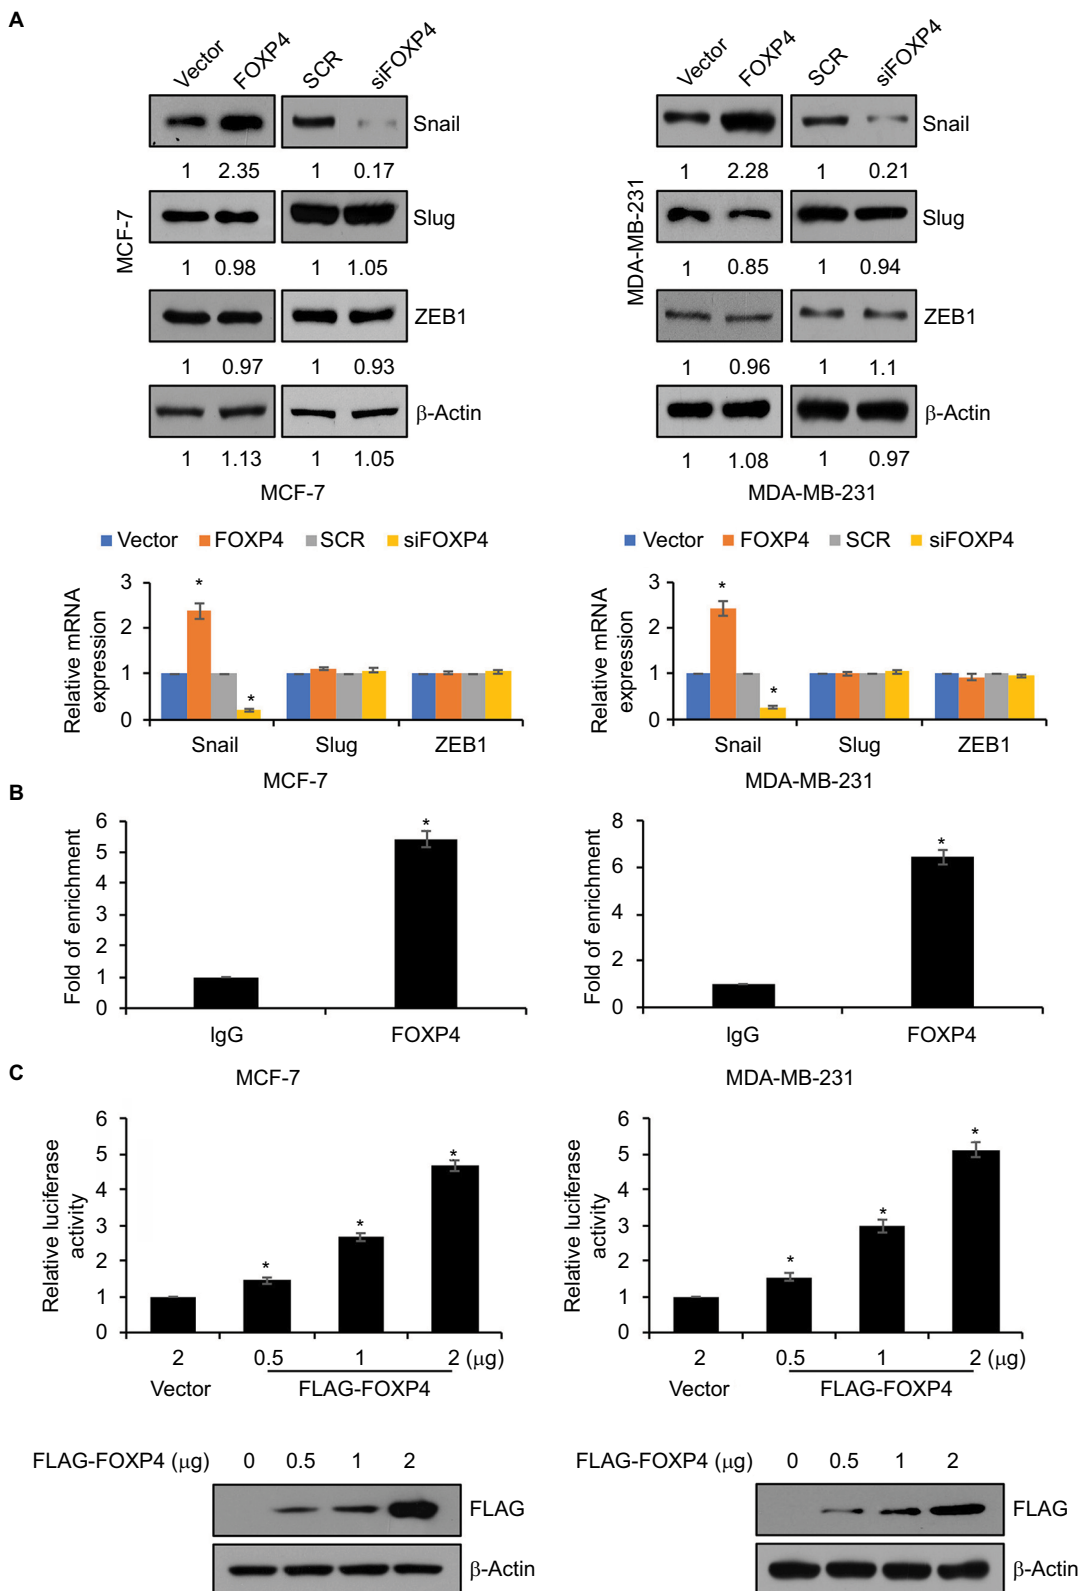 A
Vector FOXP4 SCR siFOXP4
Vector FOXP4 SCR siFOXP4
MCF-7
Snail
1 2.35 1 0.17
Slug
1 0.98 1 1.05
ZEB1
1 0.97 1 0.93
β-Actin
1 1.13 1 1.05
MDA-MB-231
Snail
1 2.28 1 0.21
Slug
1 0.85 1 0.94
ZEB1
1 0.96 1 1.1
β-Actin
1 1.08 1 0.97
MCF-7
Vector FOXP4 SCR siFOXP4
Relative mRNA
expression
3
2
1
0
* *
Snail Slug ZEB1
MDA-MB-231
Vector FOXP4 SCR siFOXP4
Relative mRNA
expression
3
2
1
0
* *
Snail Slug ZEB1
B
MCF-7
Fold of enrichment
6
5
4
3
2
1
0
*
IgG FOXP4
MDA-MB-231
Fold of enrichment
8
6
4
2
0
*
IgG FOXP4
C
MCF-7
Relative luciferase
activity
6
5
4
3
2
1
0
* * *
2 0.5 1 2 (μg)
Vector FLAG-FOXP4
MDA-MB-231
Relative luciferase
activity
6
5
4
3
2
1
0
* * *
2 0.5 1 2 (μg)
Vector FLAG-FOXP4
FLAG-FOXP4 (μg) 0 0.5 1 2
FLAG
β-Actin
FLAG-FOXP4 (μg) 0 0.5 1 2
FLAG
β-Actin